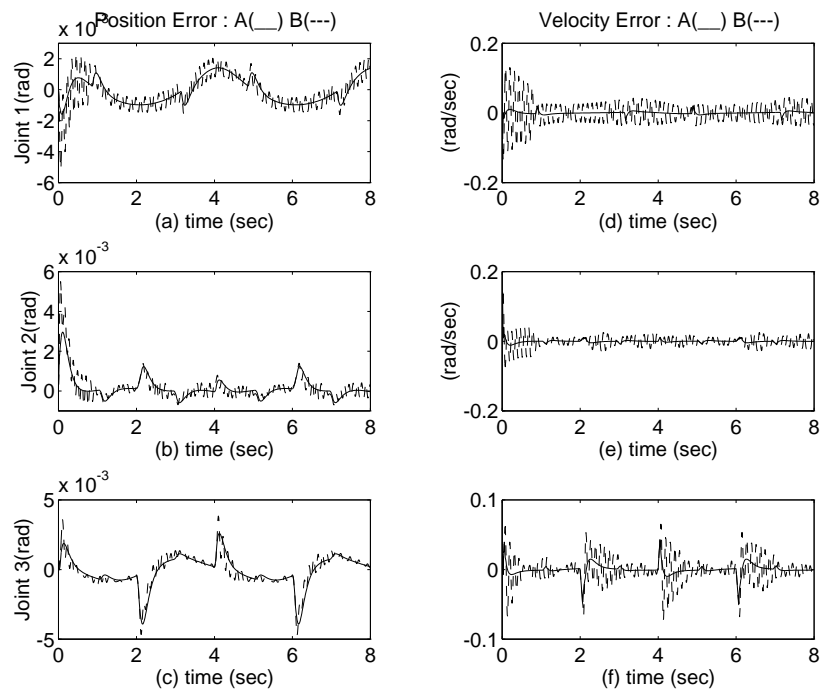 x 10-3
Position Error : A(__) B(---)
2
0
-2
-4
-6
Joint 1(rad)
0 2 4 6 8
(a) time (sec)
Velocity Error : A(__) B(---)
0.2
0
-0.2
(rad/sec)
0 2 4 6 8
(d) time (sec)
x 10-3
6
4
2
0
Joint 2(rad)
0 2 4 6 8
(b) time (sec)
0.2
0
-0.2
(rad/sec)
0 2 4 6 8
(e) time (sec)
x 10-3
5
0
-5
Joint 3(rad)
0 2 4 6 8
(c) time (sec)
0.1
0
-0.1
(rad/sec)
0 2 4 6 8
(f) time (sec)